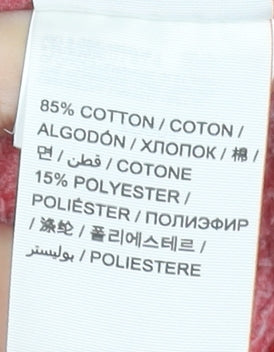 85% COTTON / COTON /
ALGODÓN / ХЛОПОК / 棉 /
면 / قطن / COTONE
15% POLYESTER /
POLIÉSTER / ПОЛИЭФИР
/ 涤纶 / 폴리에스테르 /
بوليستر / POLIESTERE